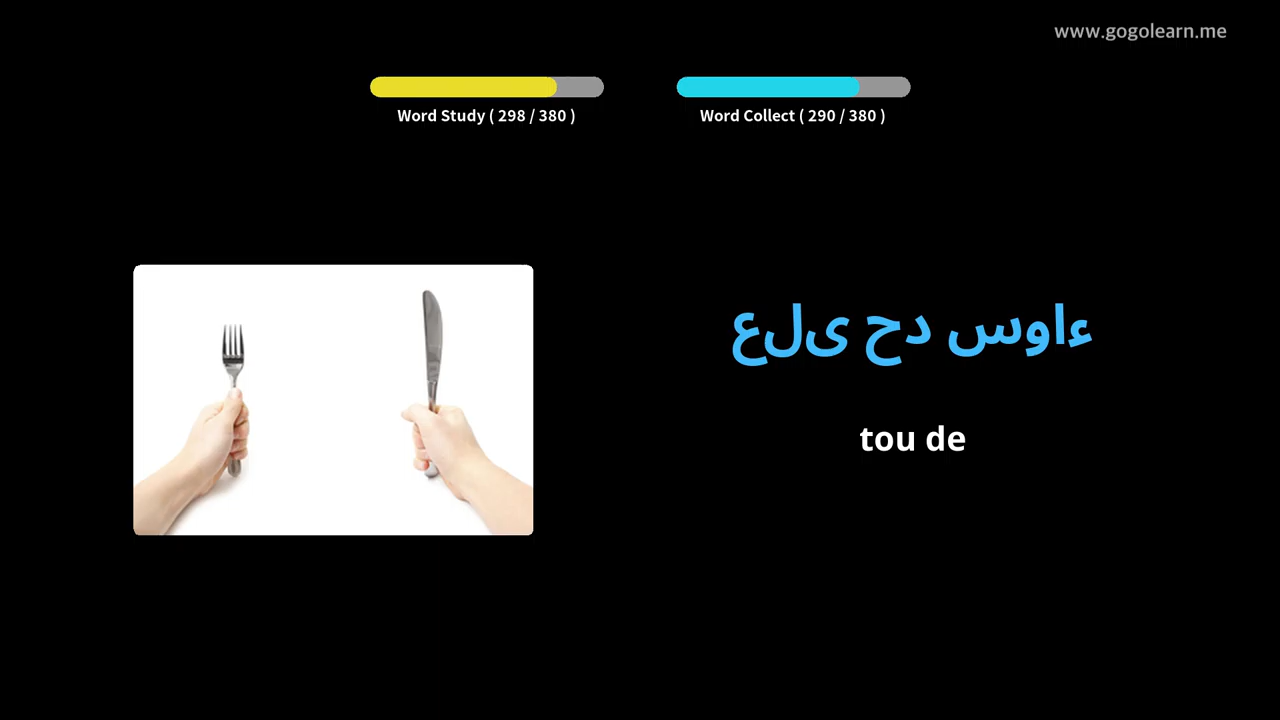 www.gogolearn.me
Word Study ( 298 / 380 )
Word Collect ( 290 / 380 )
على حد سواء
tou de